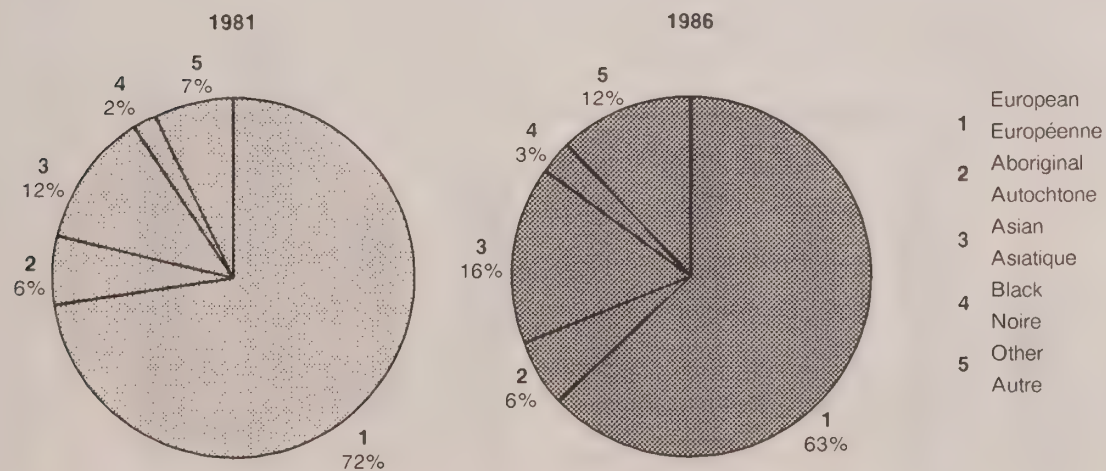 1981
5
7%
4
2%
3
12%
2
6%
1
72%
1986
5
12%
4
3%
3
16%
2
6%
1
63%
1
European
Européenne
2
Aboriginal
Autochtone
3
Asian
Asiatique
4
Black
Noire
5
Other
Autre